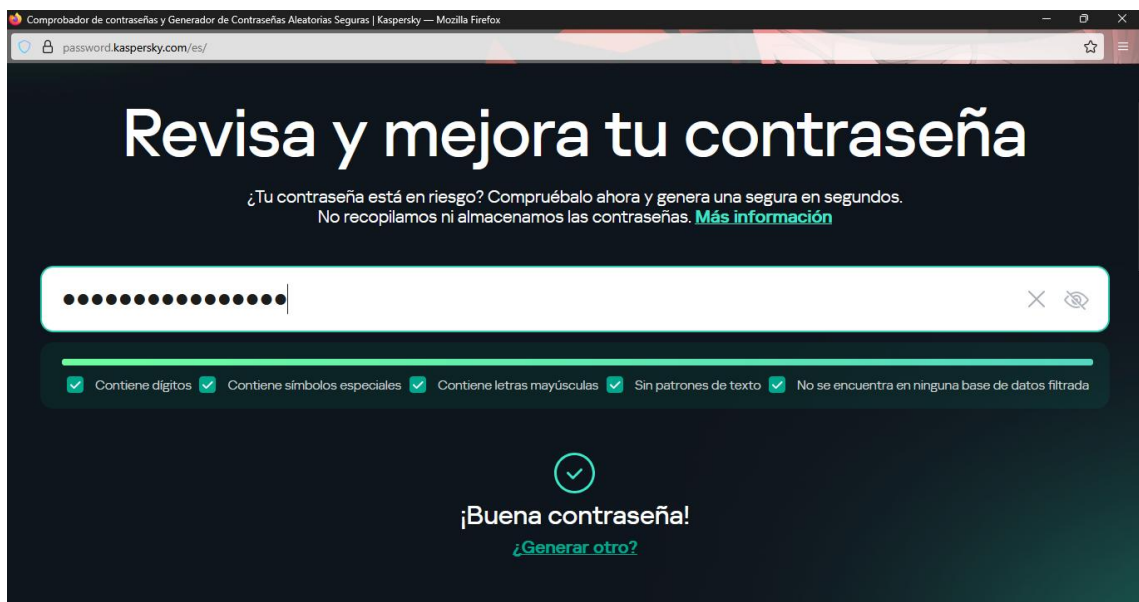 Comprobador de contraseñas y Generador de Contraseñas Aleatorias Seguras | Kaspersky — Mozilla Firefox
password.kaspersky.com/es/
Revisa y mejora tu contraseña
¿Tu contraseña está en riesgo? Compruébalo ahora y genera una segura en segundos.
No recopilamos ni almacenamos las contraseñas. Más información
●●●●●●●●●●●●●●●●
Contiene dígitos Contiene símbolos especiales Contiene letras mayúsculas Sin patrones de texto No se encuentra en ninguna base de datos filtrada
¡Buena contraseña!
¿Generar otro?